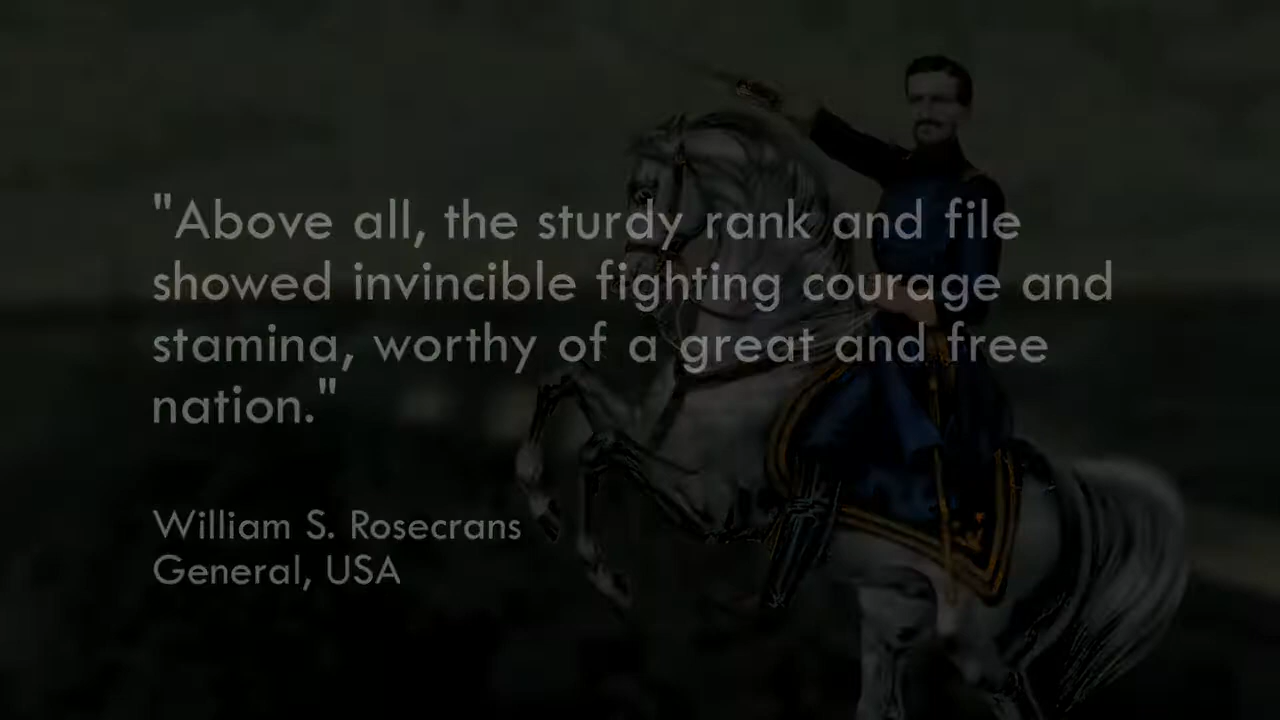 "Above all, the sturdy rank and file
showed invincible fighting courage and
stamina, worthy of a great and free
nation."
William S. Rosecrans
General, USA